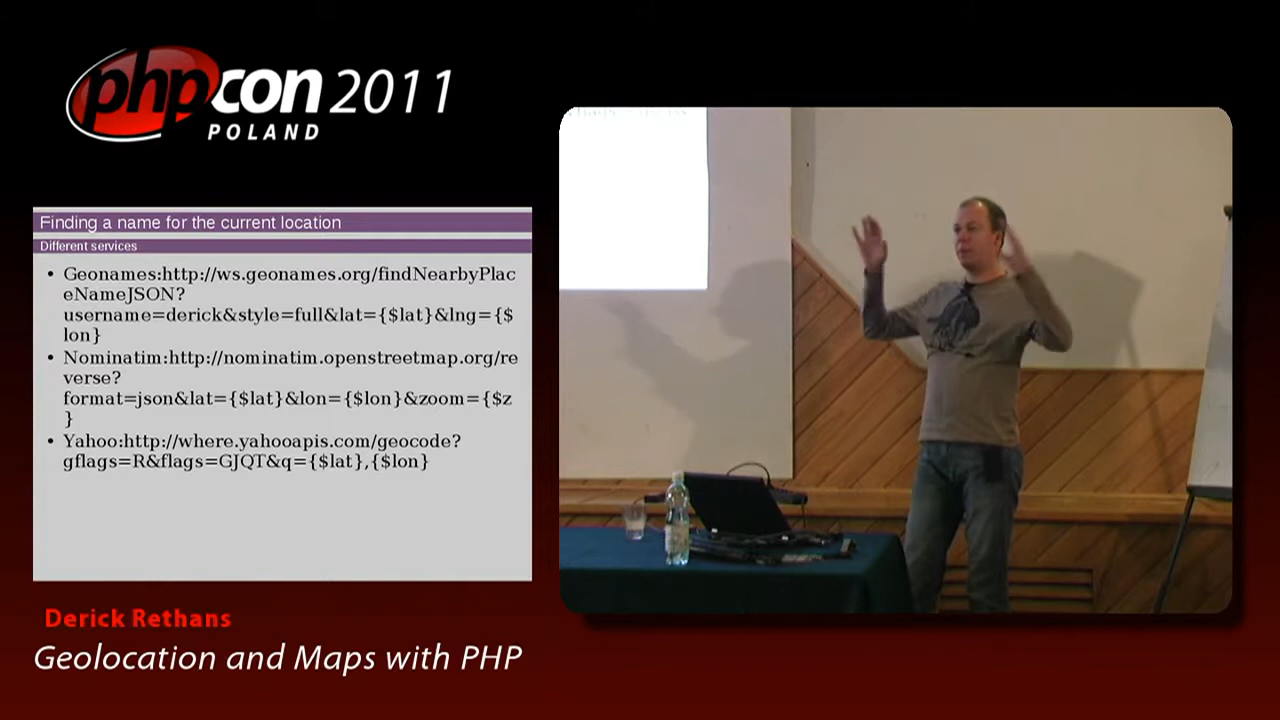 phpcon 2011
POLAND
Finding a name for the current location
Different services
• Geonames:http://ws.geonames.org/findNearbyPlac
eNameJSON?
username=derick&style=full&lat={$lat}&lng={$
lon}
• Nominatim:http://nominatim.openstreetmap.org/re
verse?
format=json&lat={$lat}&lon={$lon}&zoom={$z
}
• Yahoo:http://where.yahooapis.com/geocode?
gflags=R&flags=GJQT&q={$lat},{$lon}
Derick Rethans
Geolocation and Maps with PHP